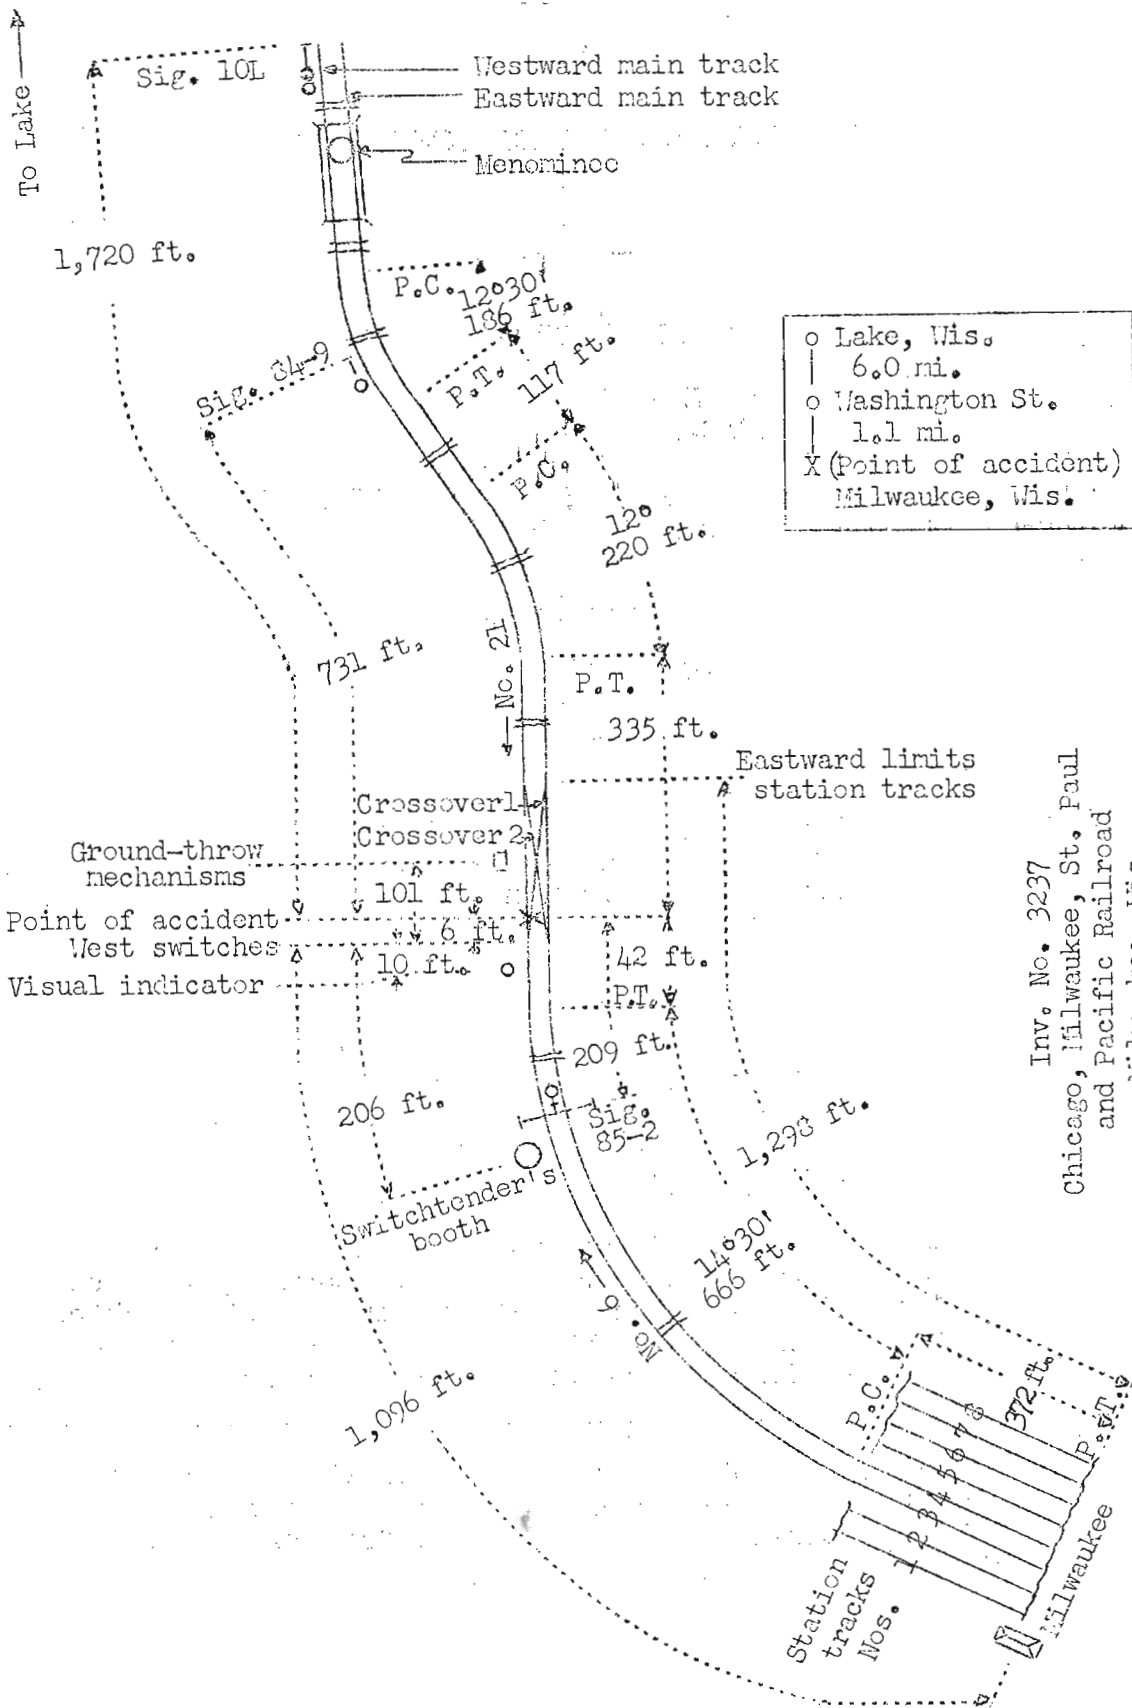 To Lake
Sig. 10L
Westward main track
Eastward main track
Menominee
1,720 ft.
P.C.
12°30'
186 ft.
Sig. 84-9
P.T.
117 ft.
P.C.
12°
220 ft.
Lake, Wis.
6.0 mi.
Washington St.
1.1 mi.
X (Point of accident)
Milwaukee, Wis.
731 ft.
No. 21
P.T.
335 ft.
Eastward limits
station tracks
Crossover 1
Crossover 2
Ground-throw
mechanisms
101 ft.
Point of accident
6 ft.
West switches
10 ft.
42 ft.
Visual indicator
P.T.
209 ft.
206 ft.
Sig.
85-2
1,298 ft.
Switchtender's
booth
14°30'
666 ft.
No. 9
1,096 ft.
P.C.
372 ft.
P.T.
1 2 3 4 5 6 7 8
Station
tracks
Nos.
Milwaukee
Inv. No. 3237
Chicago, Milwaukee, St. Paul
and Pacific Railroad